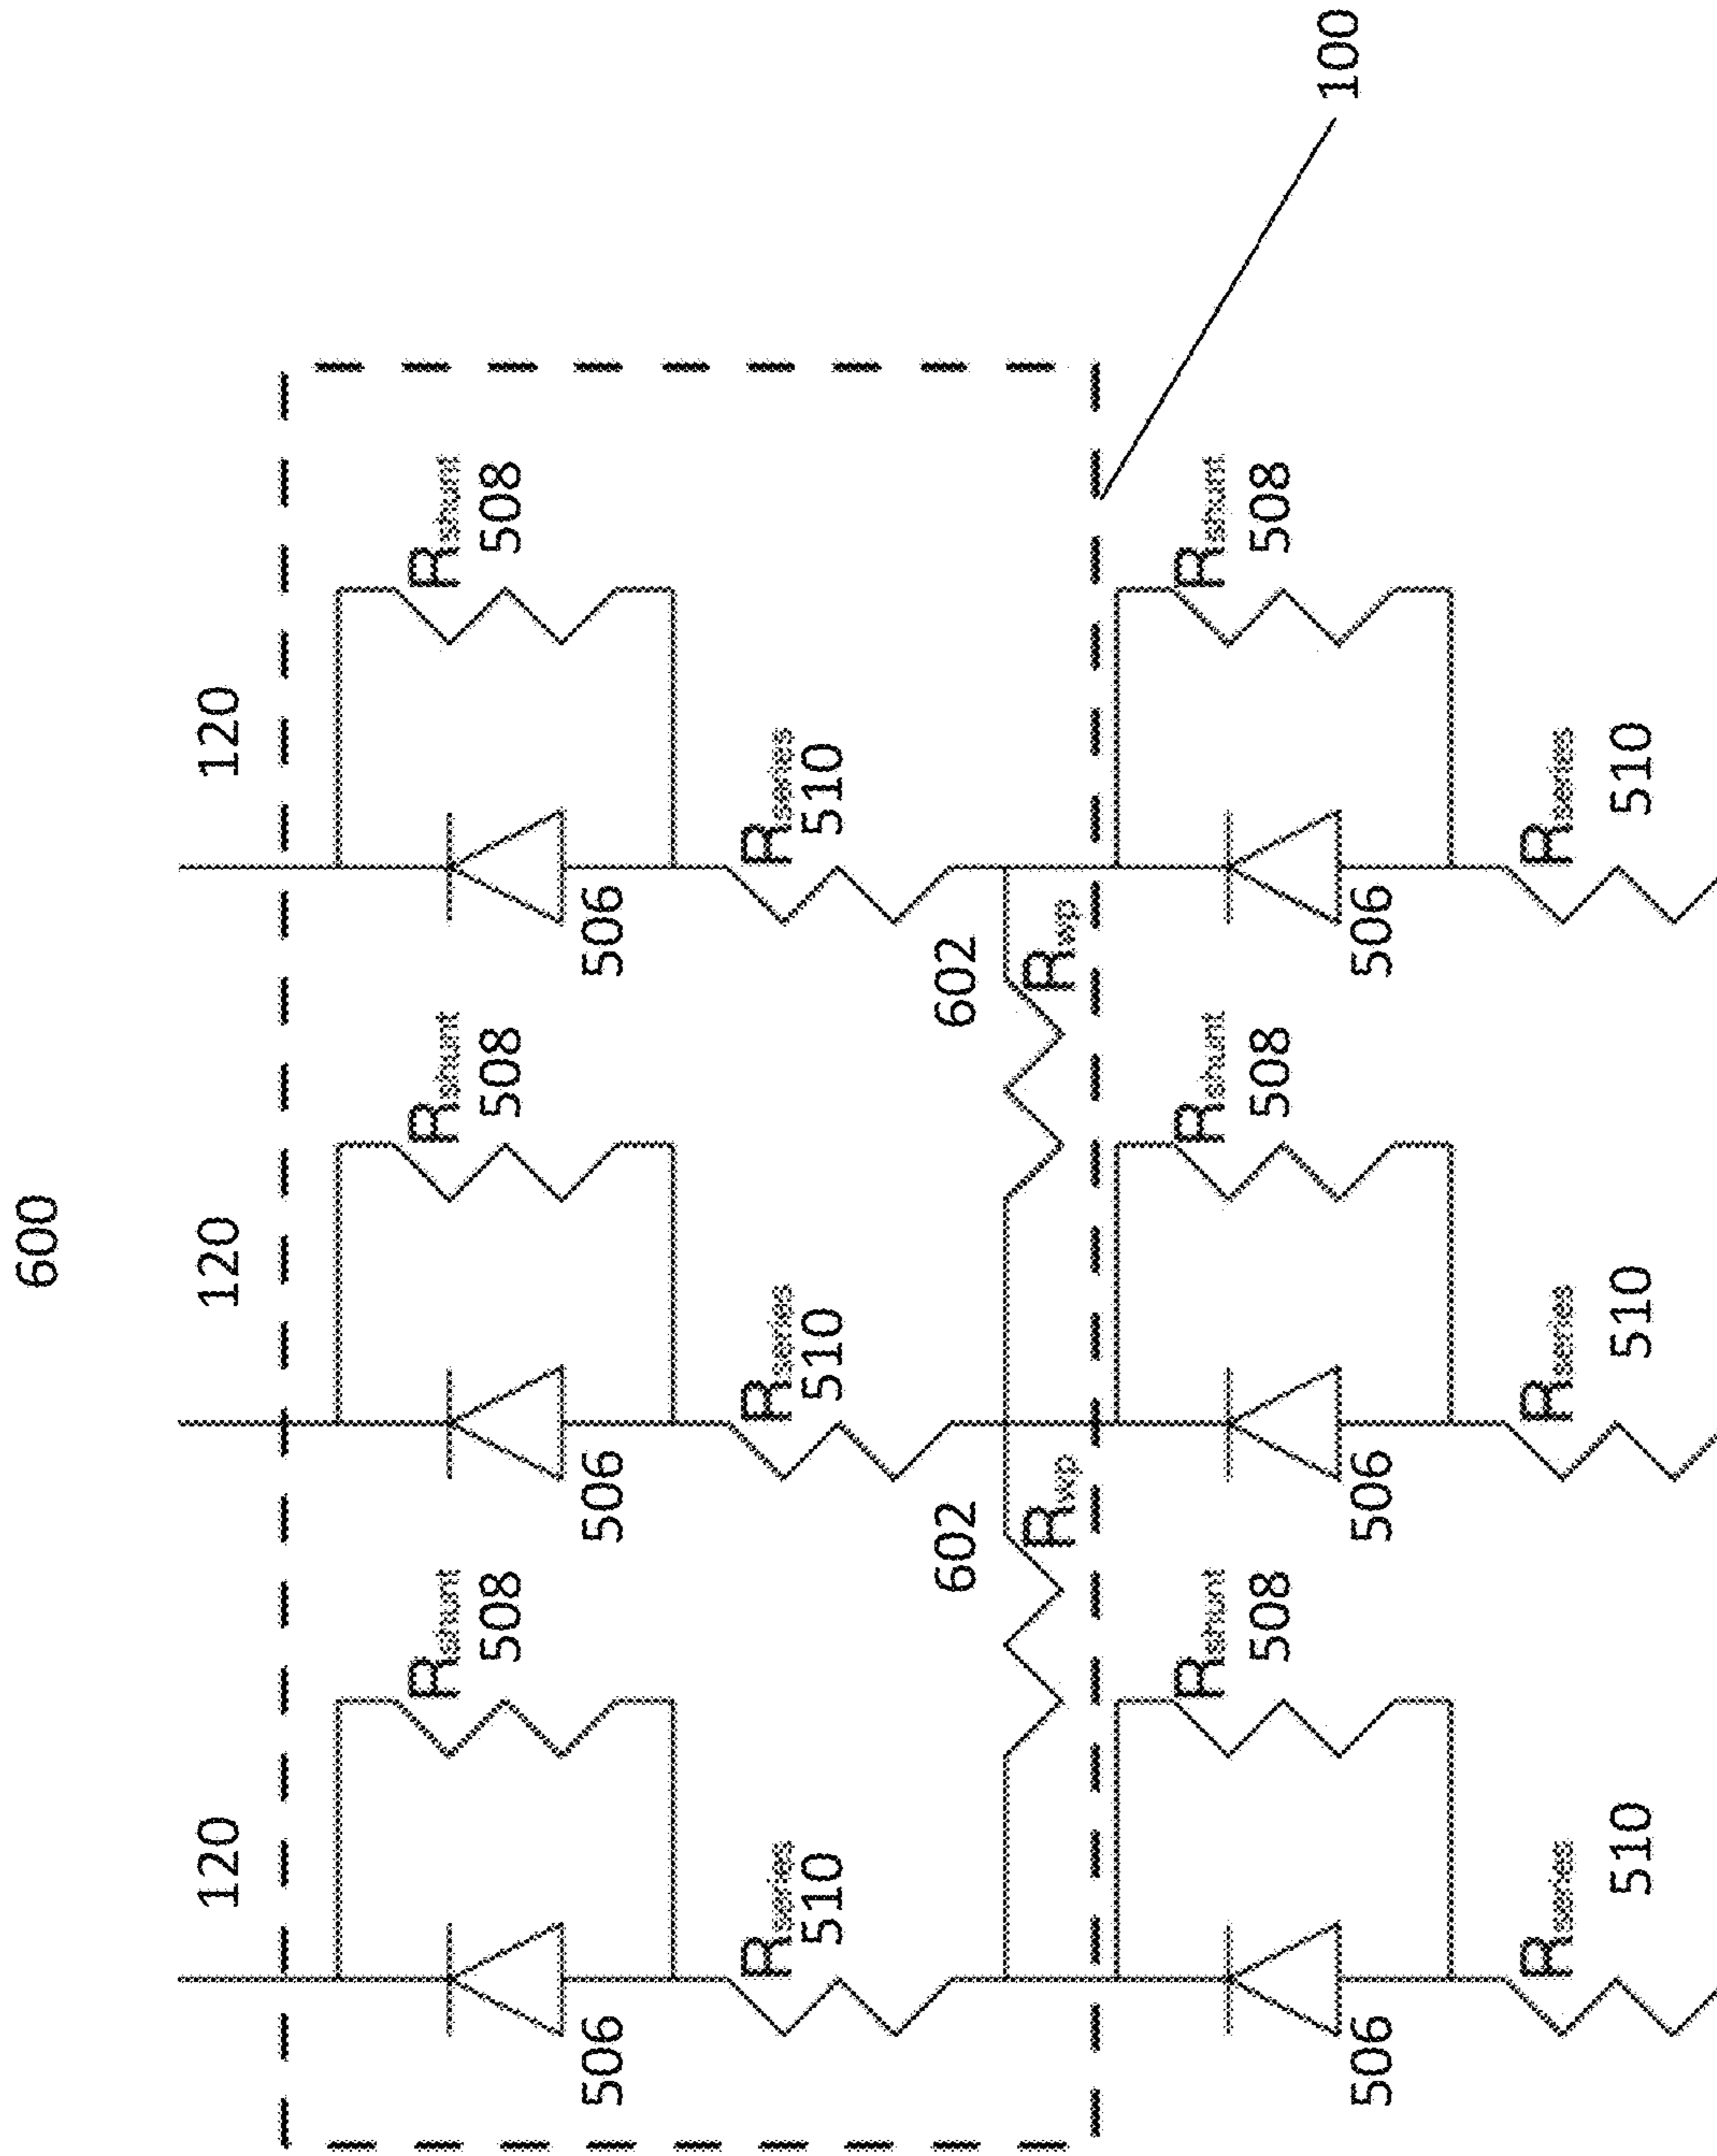 600
120 120 120
Rshunt Rshunt Rshunt
508 508 508
506 506 506
Rseries Rseries Rseries
510 510 510
602 602
Rwp Rwp
Rshunt Rshunt Rshunt
508 508 508
100
506 506 506
Rseries Rseries Rseries
510 510 510